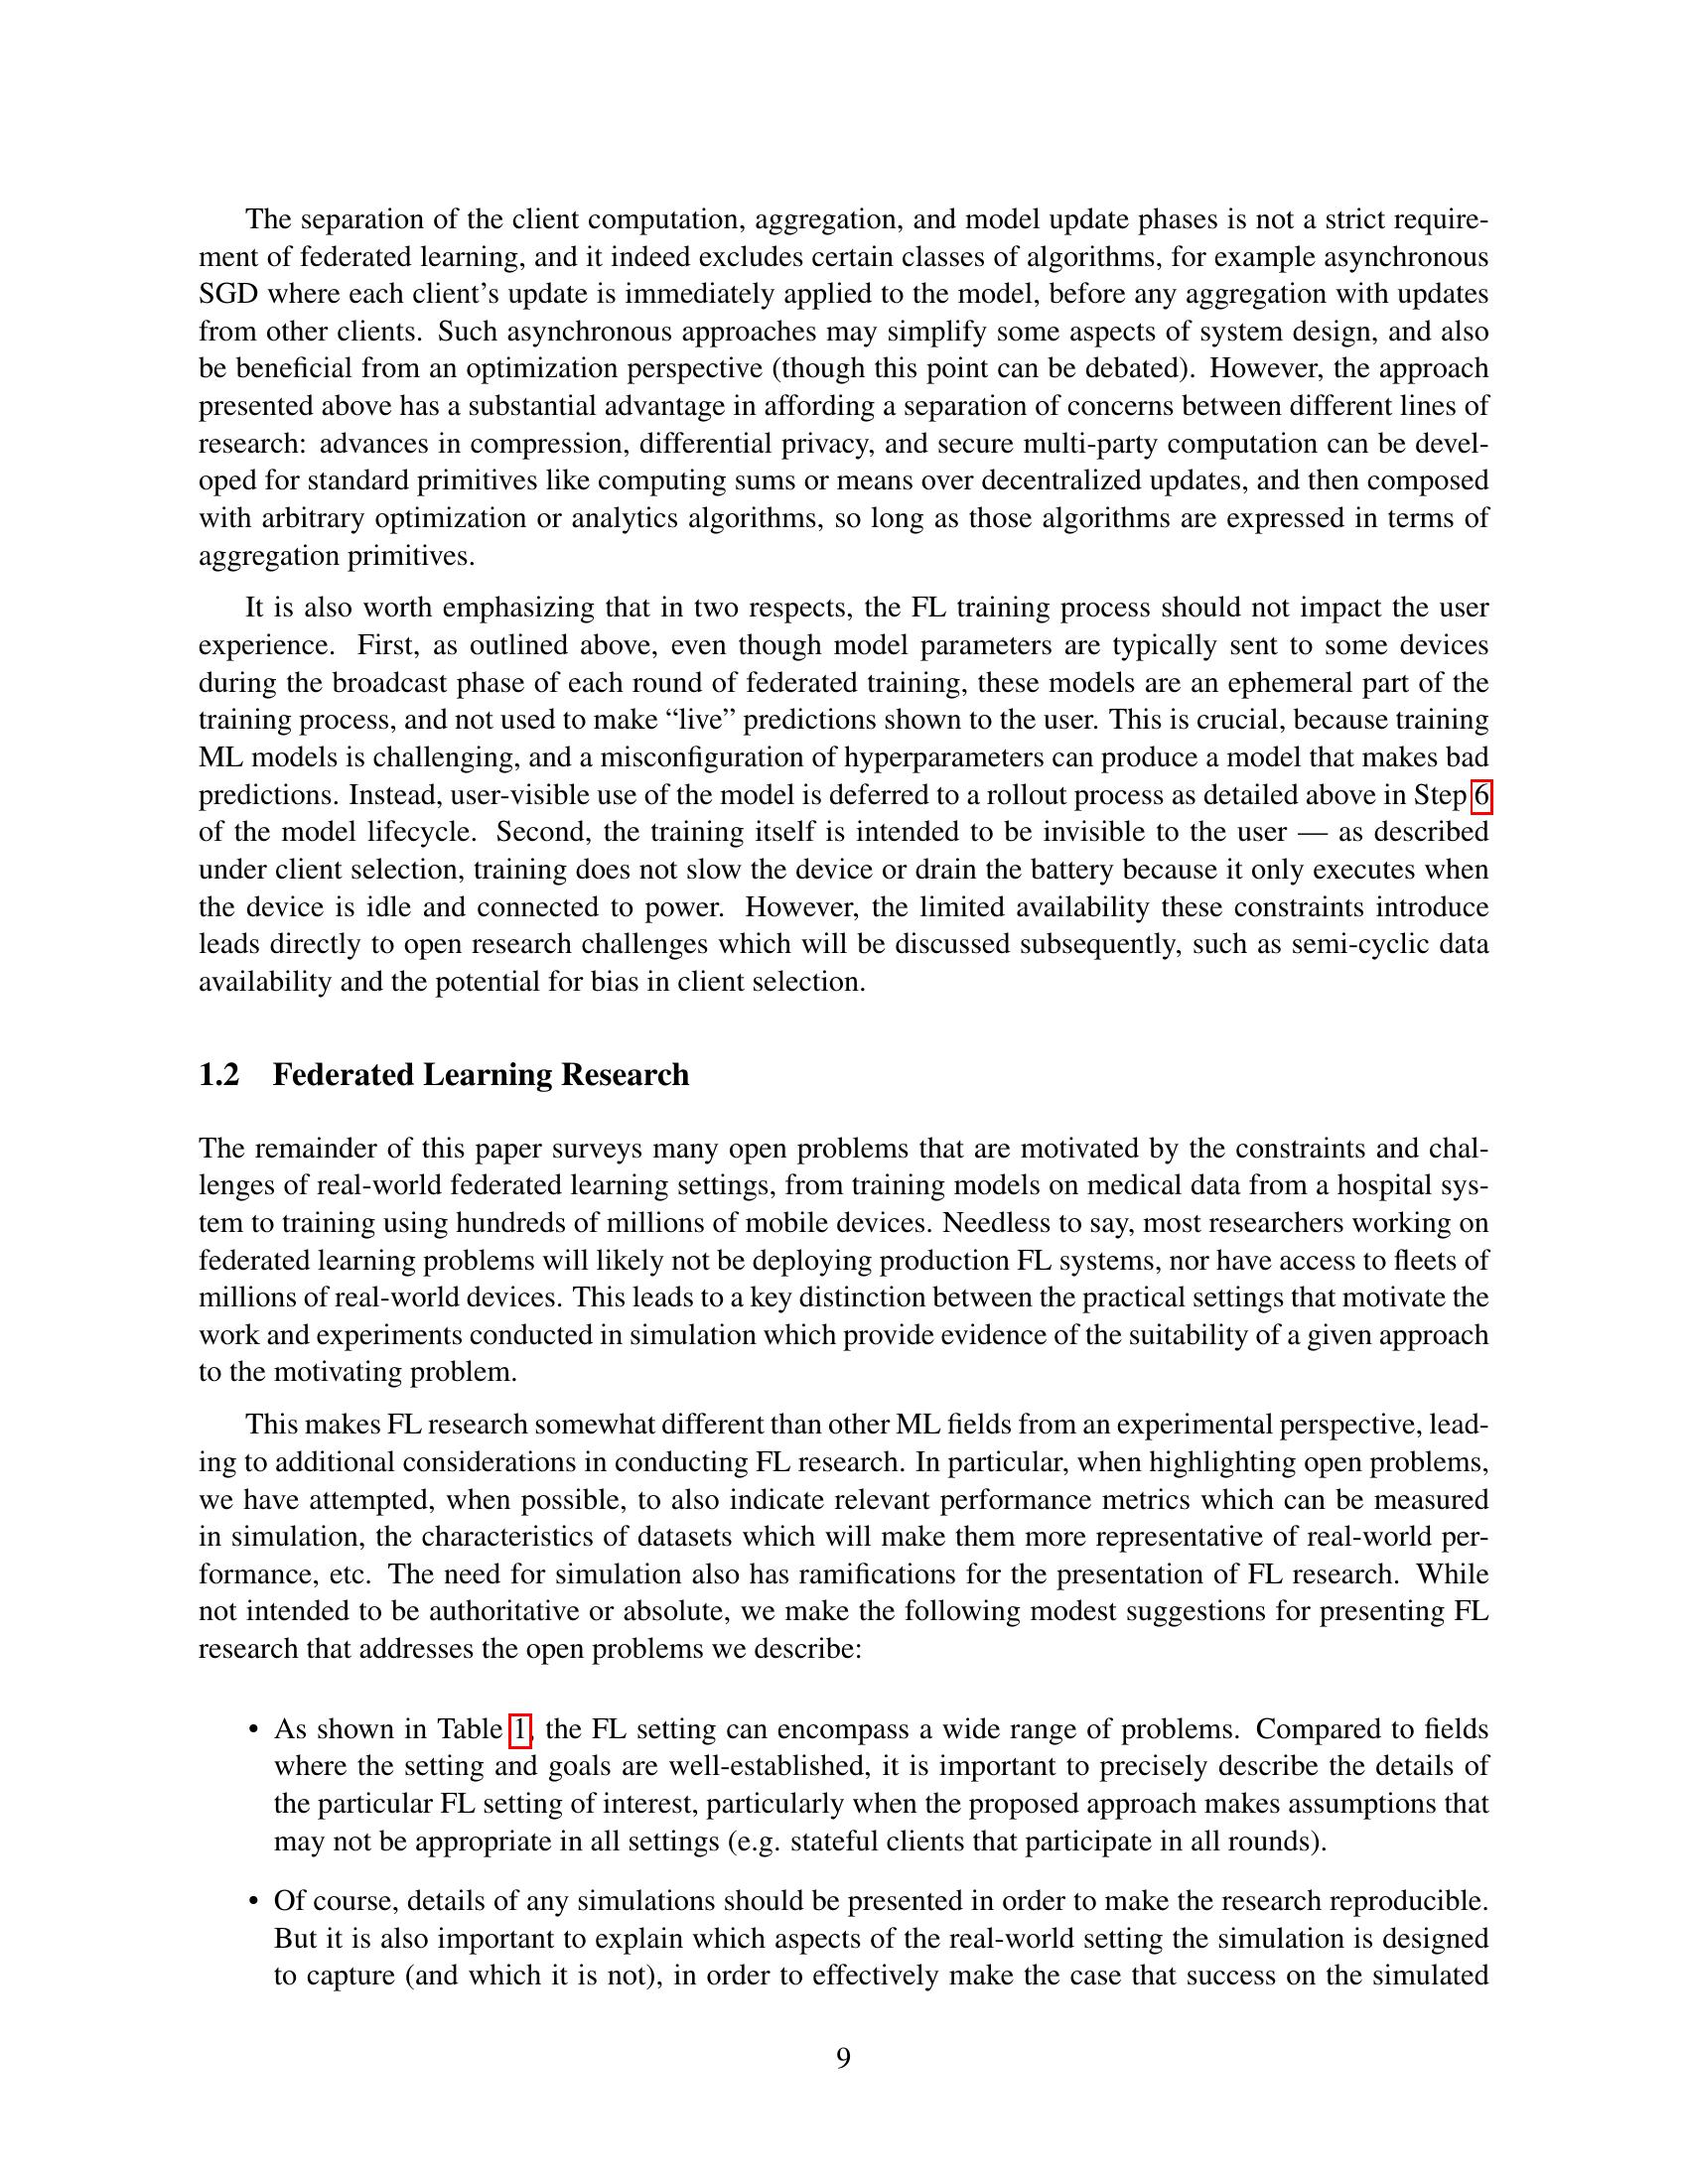 The separation of the client computation, aggregation, and model update phases is not a strict require-
ment of federated learning, and it indeed excludes certain classes of algorithms, for example asynchronous
SGD where each client's update is immediately applied to the model, before any aggregation with updates
from other clients. Such asynchronous approaches may simplify some aspects of system design, and also
be beneficial from an optimization perspective (though this point can be debated). However, the approach
presented above has a substantial advantage in affording a separation of concerns between different lines of
research: advances in compression, differential privacy, and secure multi-party computation can be devel-
oped for standard primitives like computing sums or means over decentralized updates, and then composed
with arbitrary optimization or analytics algorithms, so long as those algorithms are expressed in terms of
aggregation primitives.
It is also worth emphasizing that in two respects, the FL training process should not impact the user
experience. First, as outlined above, even though model parameters are typically sent to some devices
during the broadcast phase of each round of federated training, these models are an ephemeral part of the
training process, and not used to make “live” predictions shown to the user. This is crucial, because training
ML models is challenging, and a misconfiguration of hyperparameters can produce a model that makes bad
predictions. Instead, user-visible use of the model is deferred to a rollout process as detailed above in Step 6
of the model lifecycle. Second, the training itself is intended to be invisible to the user — as described
under client selection, training does not slow the device or drain the battery because it only executes when
the device is idle and connected to power. However, the limited availability these constraints introduce
leads directly to open research challenges which will be discussed subsequently, such as semi-cyclic data
availability and the potential for bias in client selection.
1.2 Federated Learning Research
The remainder of this paper surveys many open problems that are motivated by the constraints and chal-
lenges of real-world federated learning settings, from training models on medical data from a hospital sys-
tem to training using hundreds of millions of mobile devices. Needless to say, most researchers working on
federated learning problems will likely not be deploying production FL systems, nor have access to fleets of
millions of real-world devices. This leads to a key distinction between the practical settings that motivate the
work and experiments conducted in simulation which provide evidence of the suitability of a given approach
to the motivating problem.
This makes FL research somewhat different than other ML fields from an experimental perspective, lead-
ing to additional considerations in conducting FL research. In particular, when highlighting open problems,
we have attempted, when possible, to also indicate relevant performance metrics which can be measured
in simulation, the characteristics of datasets which will make them more representative of real-world per-
formance, etc. The need for simulation also has ramifications for the presentation of FL research. While
not intended to be authoritative or absolute, we make the following modest suggestions for presenting FL
research that addresses the open problems we describe:
• As shown in Table 1, the FL setting can encompass a wide range of problems. Compared to fields
where the setting and goals are well-established, it is important to precisely describe the details of
the particular FL setting of interest, particularly when the proposed approach makes assumptions that
may not be appropriate in all settings (e.g. stateful clients that participate in all rounds).
• Of course, details of any simulations should be presented in order to make the research reproducible.
But it is also important to explain which aspects of the real-world setting the simulation is designed
to capture (and which it is not), in order to effectively make the case that success on the simulated
9